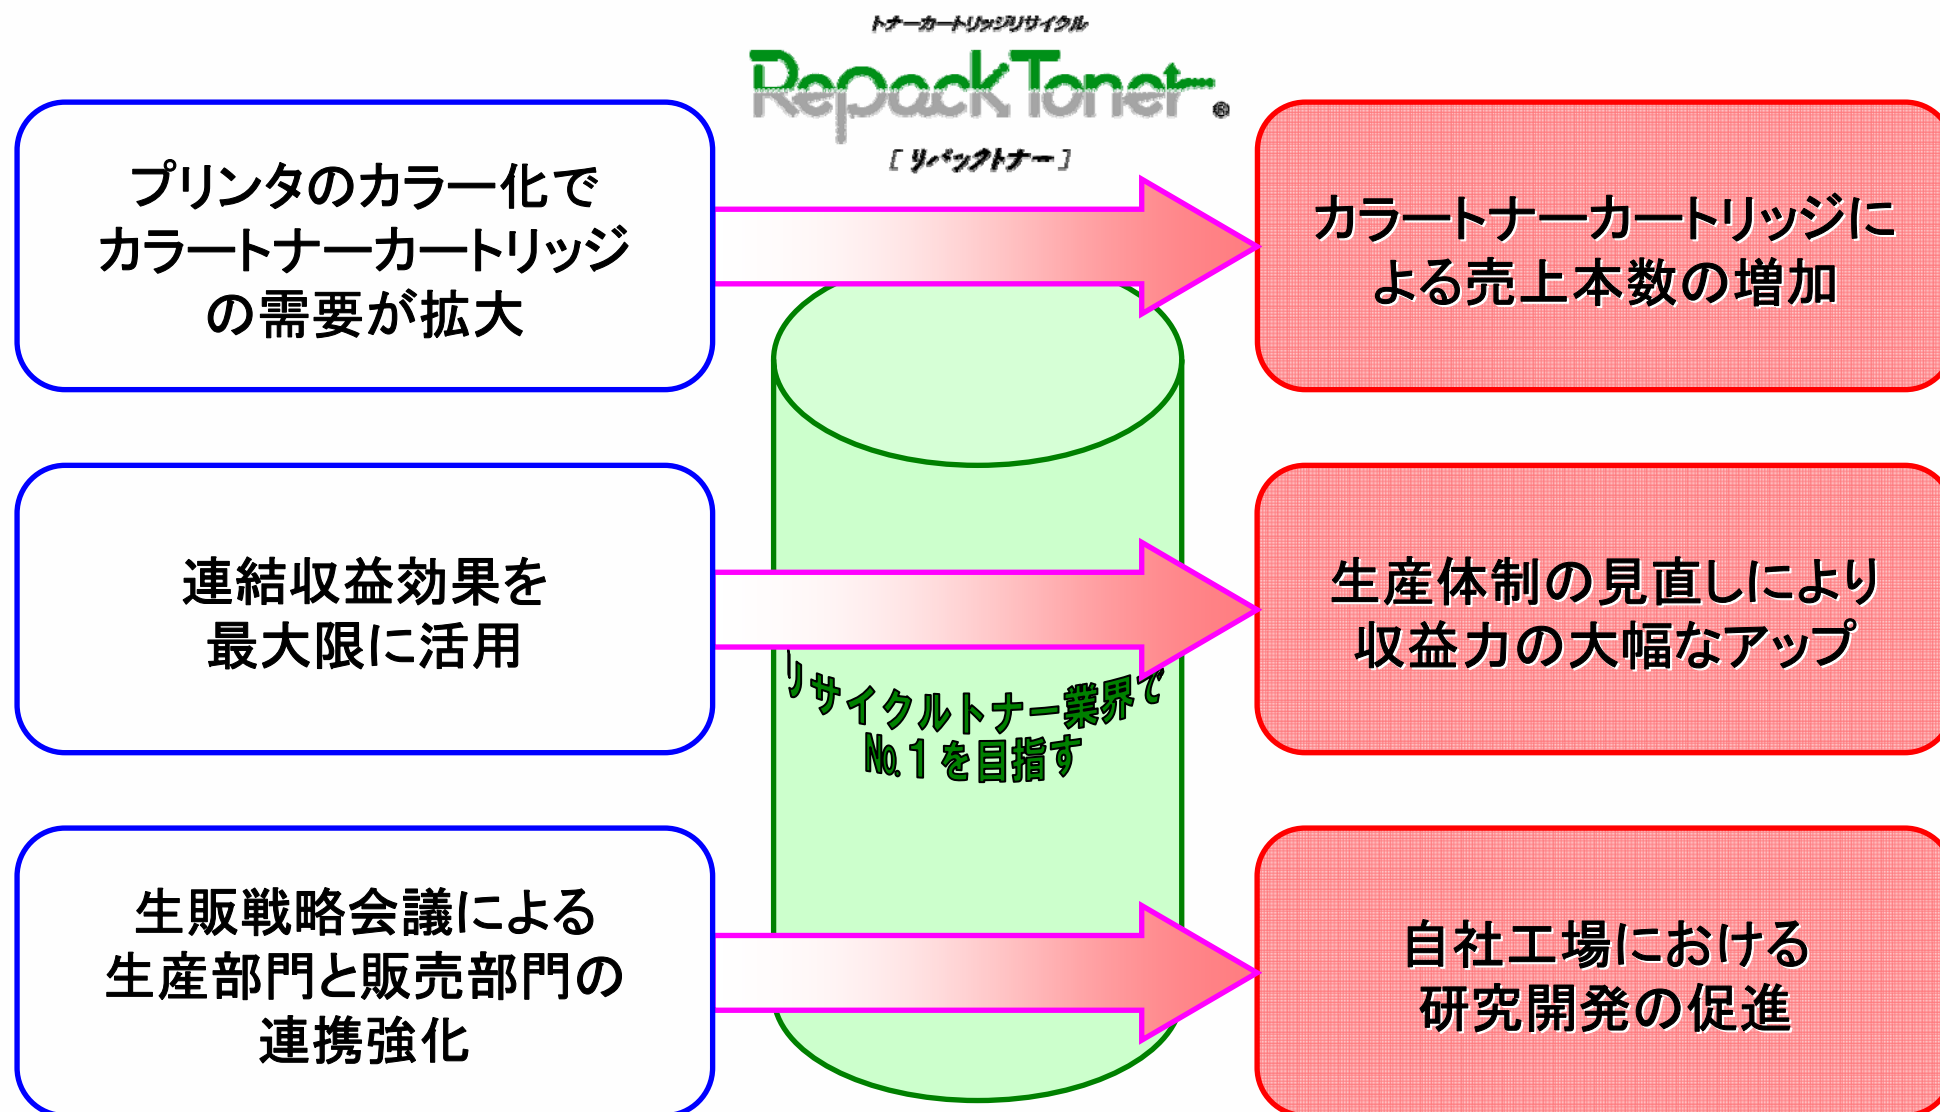 トナーカートリッジリサイクル
RepackToner®
[リパックトナー]
プリンタのカラー化で
カラートナーカートリッジ
の需要が拡大
カラートナーカートリッジに
よる売上本数の増加
連結収益効果を
最大限に活用
生産体制の見直しにより
収益力の大幅なアップ
リサイクルトナー業界で
No.1を目指す
生販戦略会議による
生産部門と販売部門の
連携強化
自社工場における
研究開発の促進